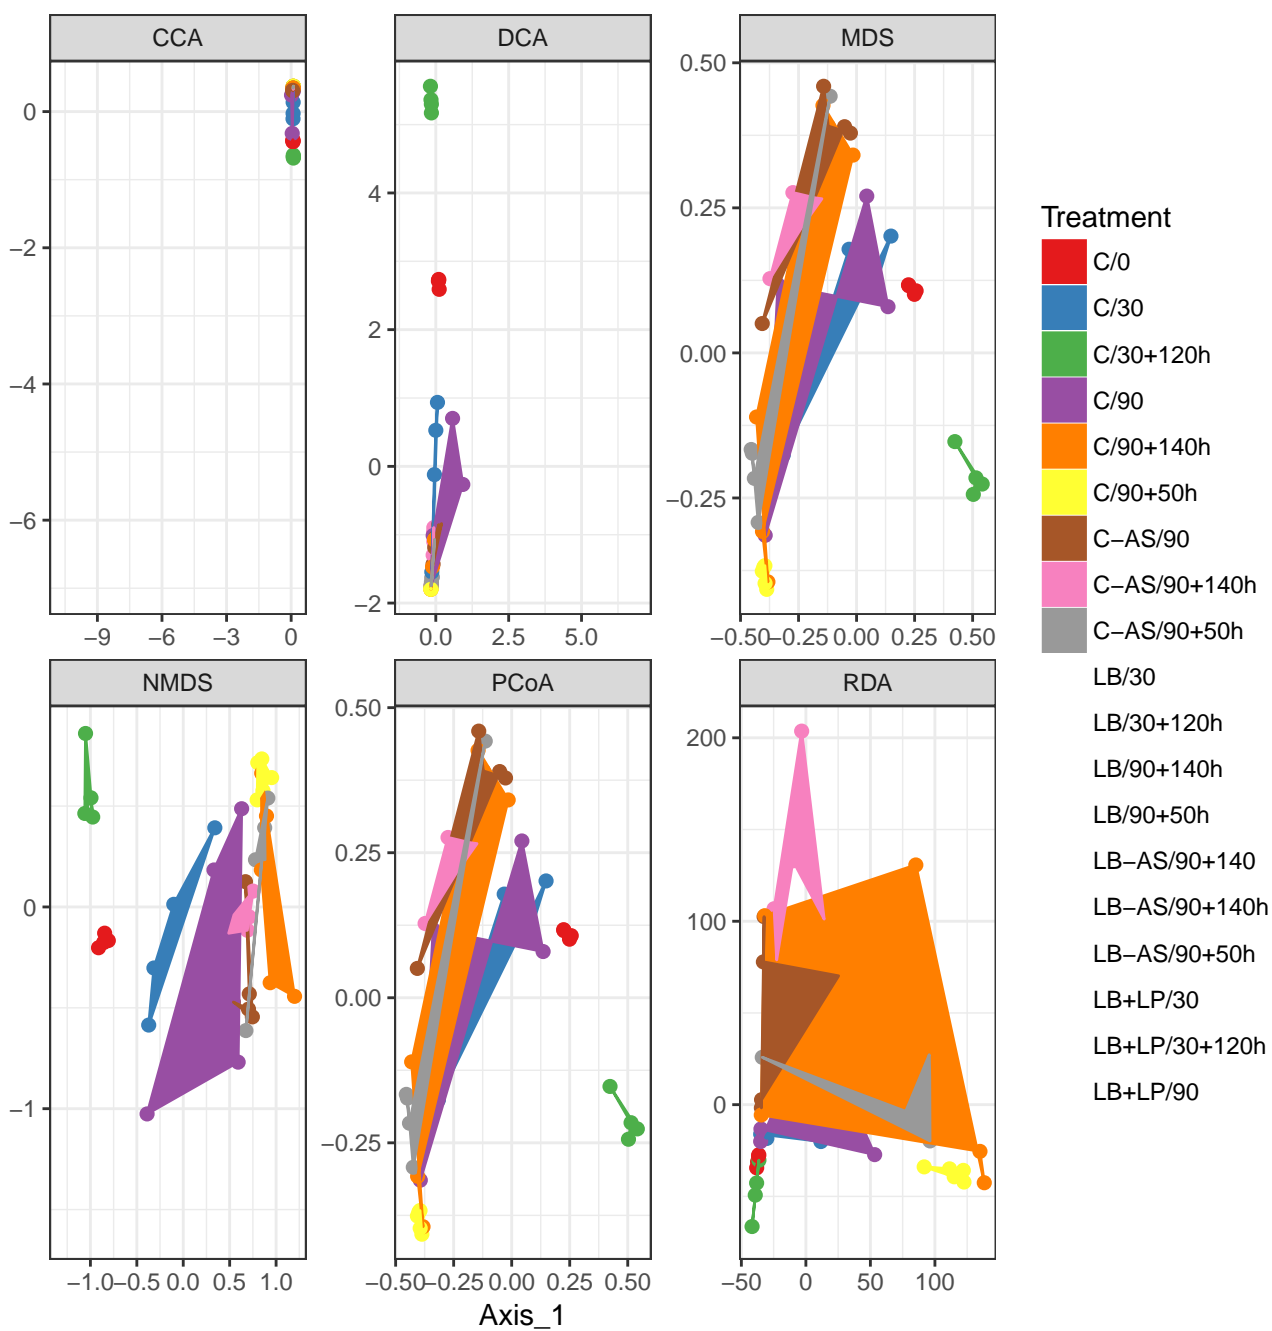 CCA
DCA
MDS
0
−2
−4
−6
−9
−6
−3
0
4
2
0
−2
0.0
2.5
5.0
0.50
0.25
0.00
−0.25
−0.50
−0.25
0.00
0.25
0.50
NMDS
PCoA
RDA
0
−1
−1.0
−0.5
0.0
0.5
1.0
0.50
0.25
0.00
−0.25
−0.50
−0.25
0.00
0.25
0.50
200
100
0
−50
0
50
100
Axis_1
Treatment
C/0
C/30
C/30+120h
C/90
C/90+140h
C/90+50h
C−AS/90
C−AS/90+140h
C−AS/90+50h
LB/30
LB/30+120h
LB/90+140h
LB/90+50h
LB−AS/90+140
LB−AS/90+140h
LB−AS/90+50h
LB+LP/30
LB+LP/30+120h
LB+LP/90